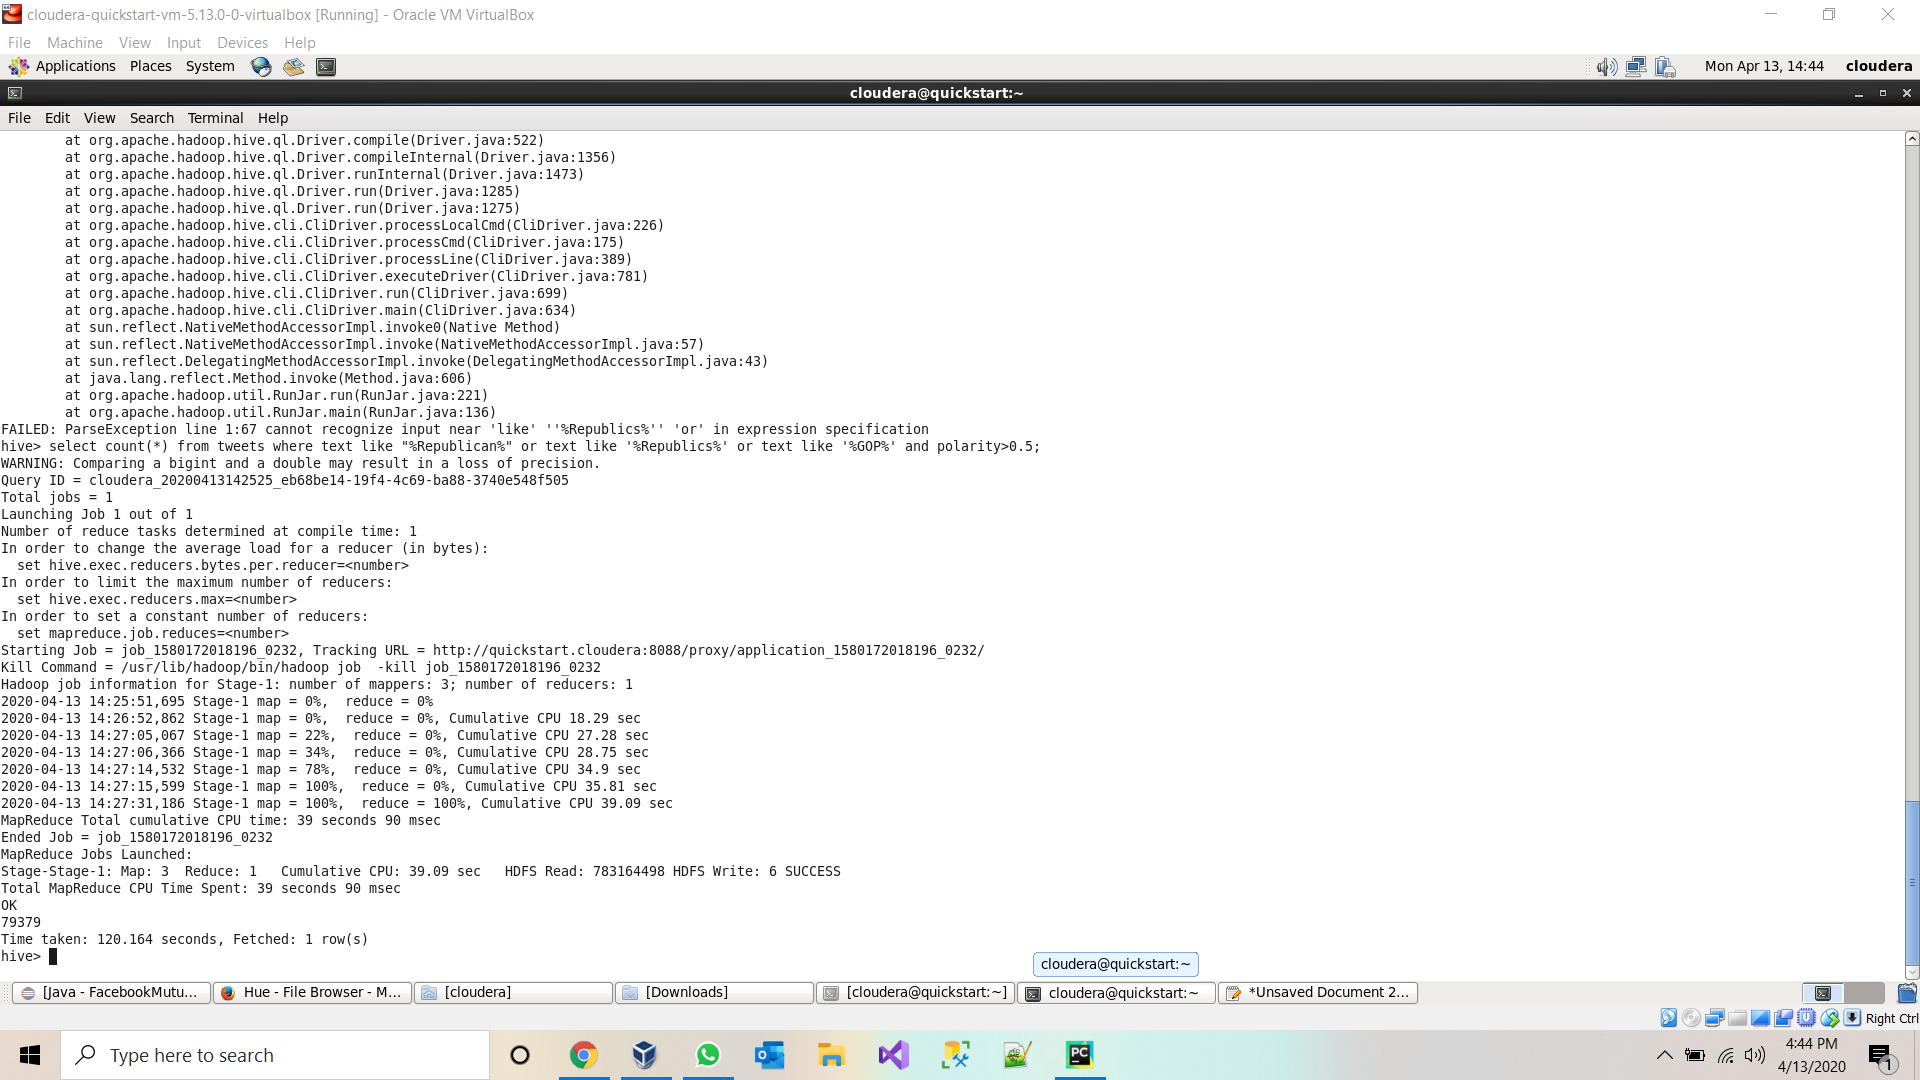 cloudera-quickstart-vm-5.13.0-0-virtualbox [Running] - Oracle VM VirtualBox
File Machine View Input Devices Help
Applications Places System Mon Apr 13, 14:44 cloudera
cloudera@quickstart:~
File Edit View Search Terminal Help
at org.apache.hadoop.hive.ql.Driver.compile(Driver.java:522)
at org.apache.hadoop.hive.ql.Driver.compileInternal(Driver.java:1356)
at org.apache.hadoop.hive.ql.Driver.runInternal(Driver.java:1473)
at org.apache.hadoop.hive.ql.Driver.run(Driver.java:1285)
at org.apache.hadoop.hive.ql.Driver.run(Driver.java:1275)
at org.apache.hadoop.hive.cli.CliDriver.processLocalCmd(CliDriver.java:226)
at org.apache.hadoop.hive.cli.CliDriver.processCmd(CliDriver.java:175)
at org.apache.hadoop.hive.cli.CliDriver.processLine(CliDriver.java:389)
at org.apache.hadoop.hive.cli.CliDriver.executeDriver(CliDriver.java:781)
at org.apache.hadoop.hive.cli.CliDriver.run(CliDriver.java:699)
at org.apache.hadoop.hive.cli.CliDriver.main(CliDriver.java:634)
at sun.reflect.NativeMethodAccessorImpl.invoke0(Native Method)
at sun.reflect.NativeMethodAccessorImpl.invoke(NativeMethodAccessorImpl.java:57)
at sun.reflect.DelegatingMethodAccessorImpl.invoke(DelegatingMethodAccessorImpl.java:43)
at java.lang.reflect.Method.invoke(Method.java:606)
at org.apache.hadoop.util.RunJar.run(RunJar.java:221)
at org.apache.hadoop.util.RunJar.main(RunJar.java:136)
FAILED: ParseException line 1:67 cannot recognize input near 'like' ''%Republics%'' 'or' in expression specification
hive> select count(*) from tweets where text like "%Republican%" or text like '%Republics%' or text like '%GOP%' and polarity>0.5;
WARNING: Comparing a bigint and a double may result in a loss of precision.
Query ID = cloudera_20200413142525_eb68be14-19f4-4c69-ba88-3740e548f505
Total jobs = 1
Launching Job 1 out of 1
Number of reduce tasks determined at compile time: 1
In order to change the average load for a reducer (in bytes):
set hive.exec.reducers.bytes.per.reducer=<number>
In order to limit the maximum number of reducers:
set hive.exec.reducers.max=<number>
In order to set a constant number of reducers:
set mapreduce.job.reduces=<number>
Starting Job = job_1580172018196_0232, Tracking URL = http://quickstart.cloudera:8088/proxy/application_1580172018196_0232/
Kill Command = /usr/lib/hadoop/bin/hadoop job  -kill job_1580172018196_0232
Hadoop job information for Stage-1: number of mappers: 3; number of reducers: 1
2020-04-13 14:25:51,695 Stage-1 map = 0%,  reduce = 0%
2020-04-13 14:26:52,862 Stage-1 map = 0%,  reduce = 0%, Cumulative CPU 18.29 sec
2020-04-13 14:27:05,067 Stage-1 map = 22%,  reduce = 0%, Cumulative CPU 27.28 sec
2020-04-13 14:27:06,366 Stage-1 map = 34%,  reduce = 0%, Cumulative CPU 28.75 sec
2020-04-13 14:27:14,532 Stage-1 map = 78%,  reduce = 0%, Cumulative CPU 34.9 sec
2020-04-13 14:27:15,599 Stage-1 map = 100%,  reduce = 0%, Cumulative CPU 35.81 sec
2020-04-13 14:27:31,186 Stage-1 map = 100%,  reduce = 100%, Cumulative CPU 39.09 sec
MapReduce Total cumulative CPU time: 39 seconds 90 msec
Ended Job = job_1580172018196_0232
MapReduce Jobs Launched:
Stage-Stage-1: Map: 3  Reduce: 1   Cumulative CPU: 39.09 sec   HDFS Read: 783164498 HDFS Write: 6 SUCCESS
Total MapReduce CPU Time Spent: 39 seconds 90 msec
OK
79379
Time taken: 120.164 seconds, Fetched: 1 row(s)
hive>
cloudera@quickstart:~
[Java - FacebookMutu... Hue - File Browser - M... [cloudera] [Downloads] [cloudera@quickstart:~] cloudera@quickstart:~ *Unsaved Document 2...
Right Ctrl
Type here to search
PC
4:44 PM
4/13/2020
1